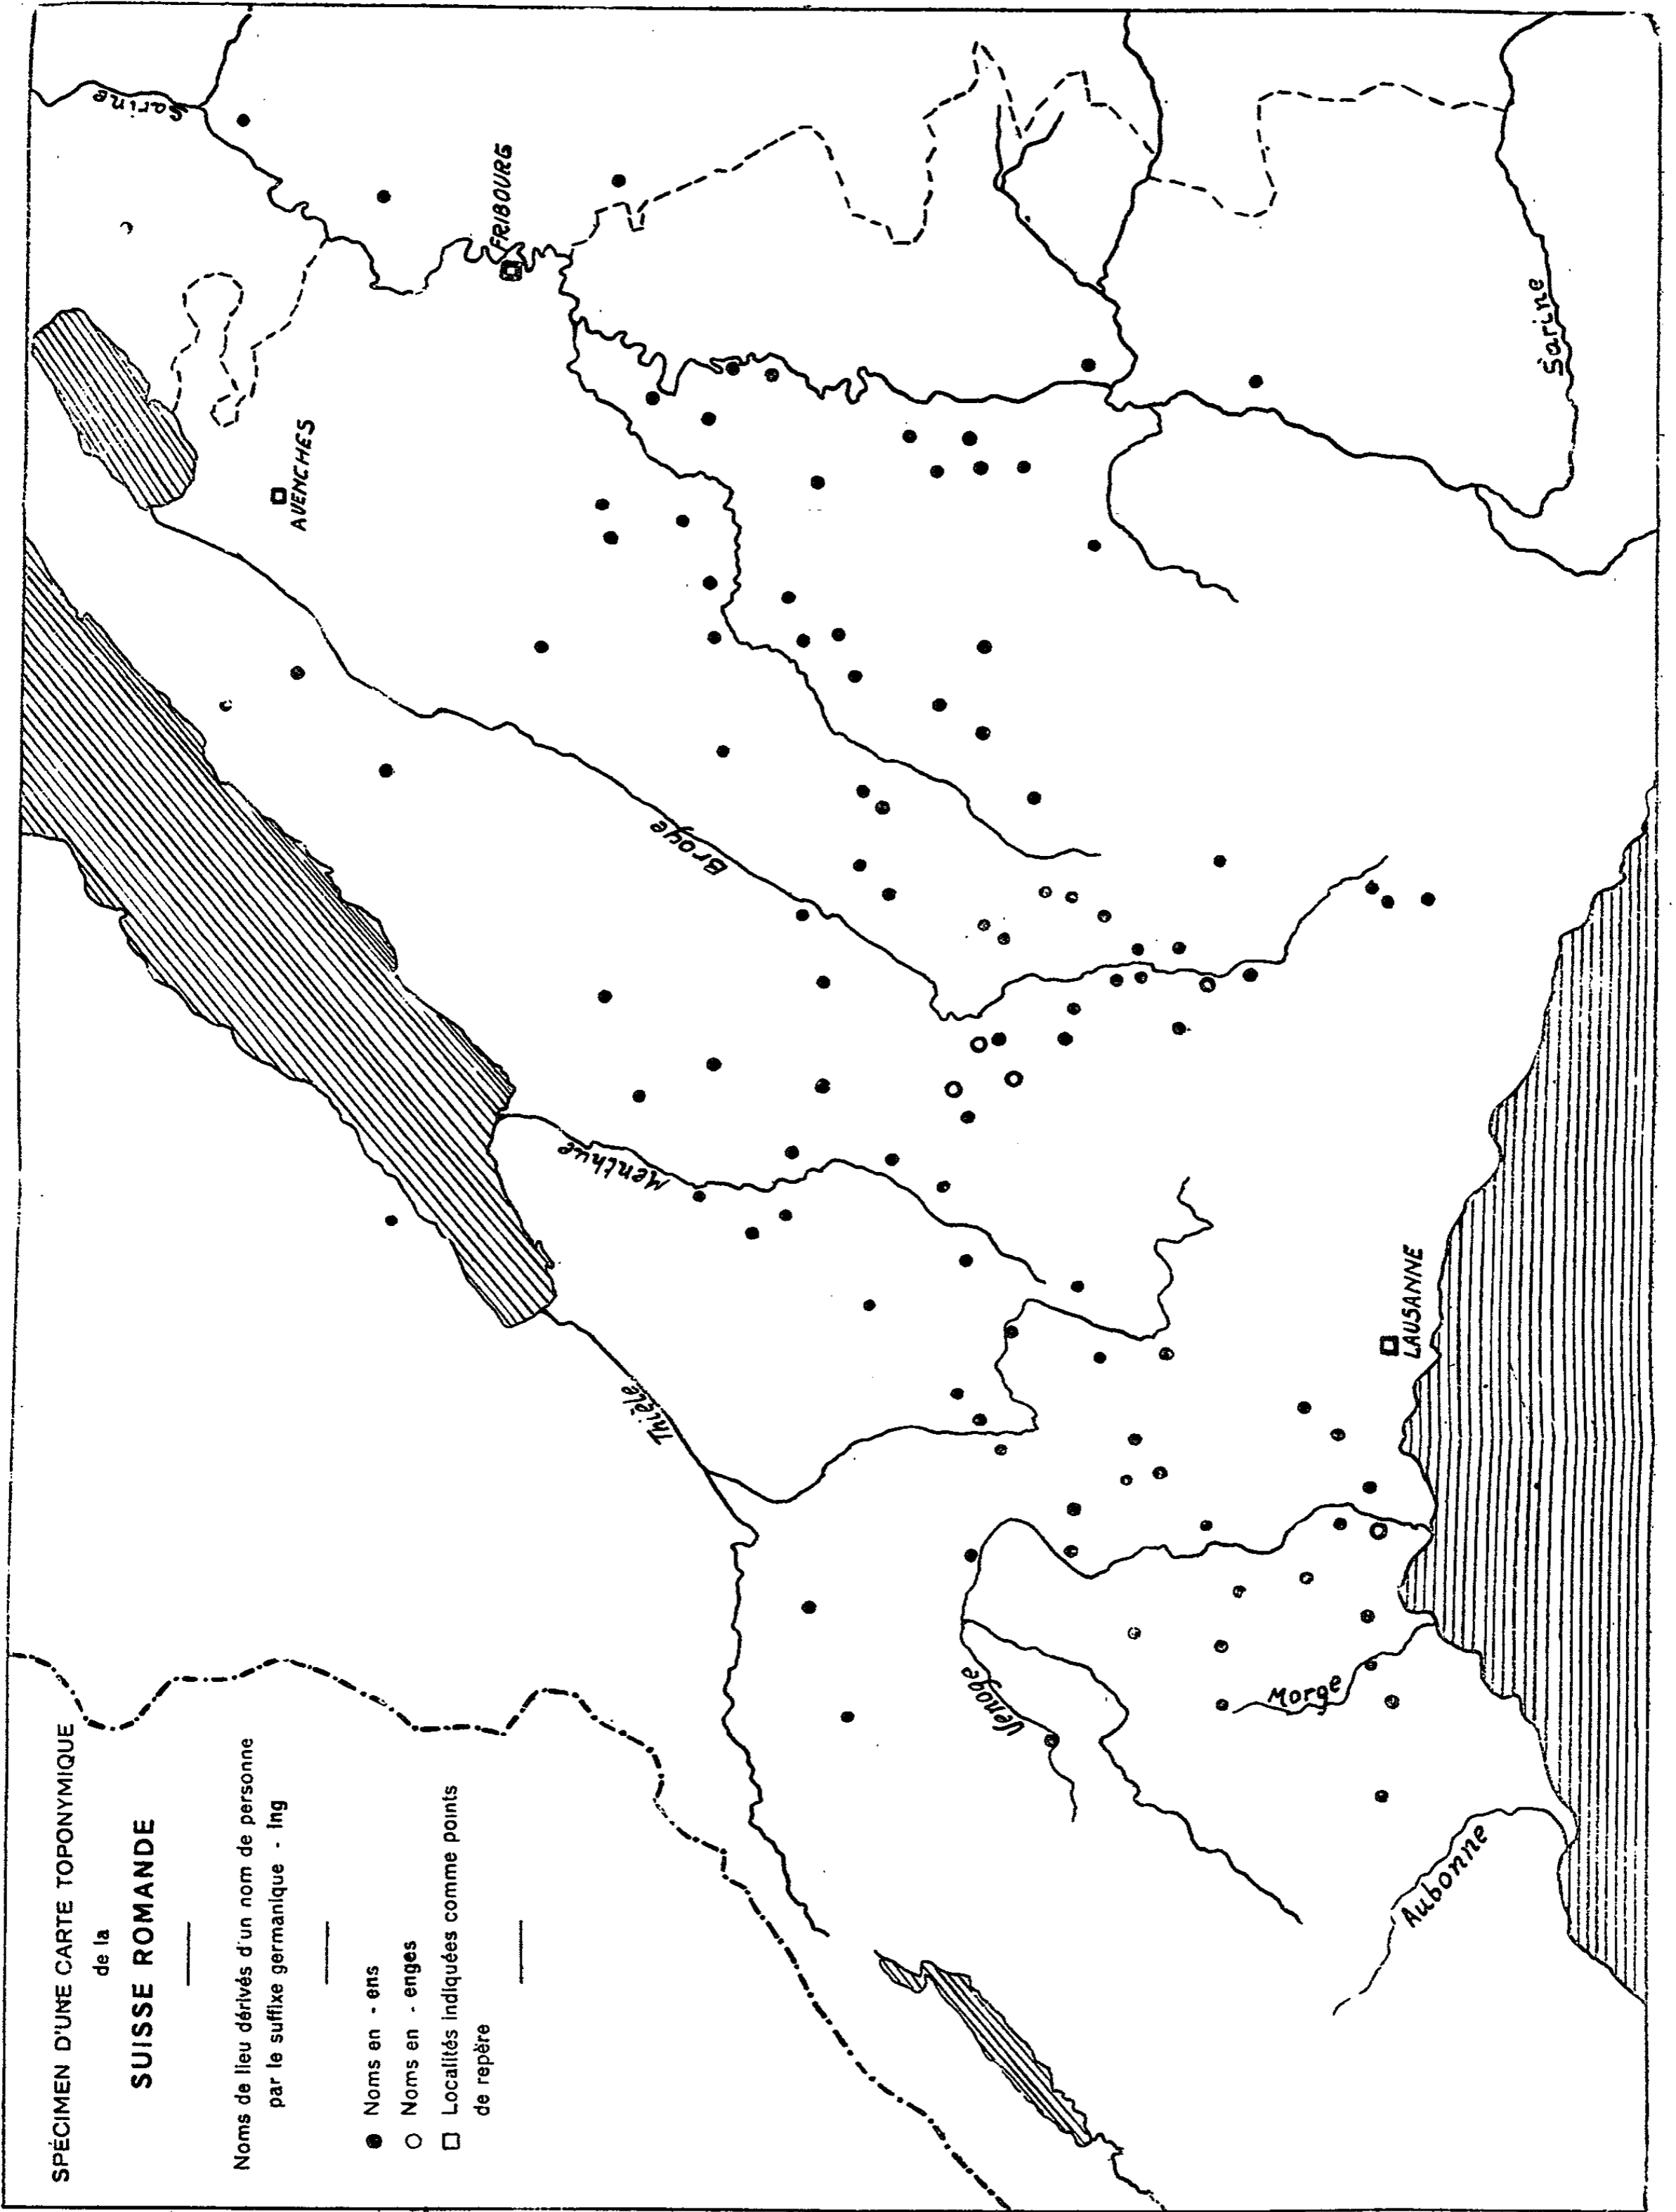 SPÉCIMEN D'UNE CARTE TOPONYMIQUE
de la
SUISSE ROMANDE
Noms de lieu dérivés d'un nom de personne
par le suffixe germanique - Ing
Noms en - ens
Noms en - enges
Localités indiquées comme points
de repère
Thièle
Menthue
Broye
AVENCHES
Sarine
FRIBOURG
Venoge
Morge
Aubonne
LAUSANNE
Sarine